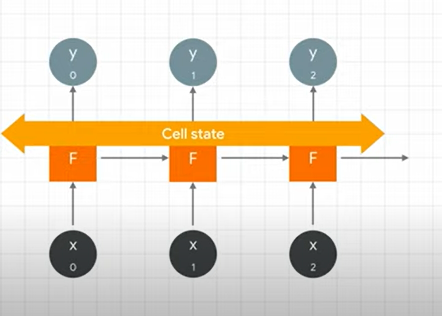 y y y
0 1 2
Cell state
F F F
x x x
0 1 2